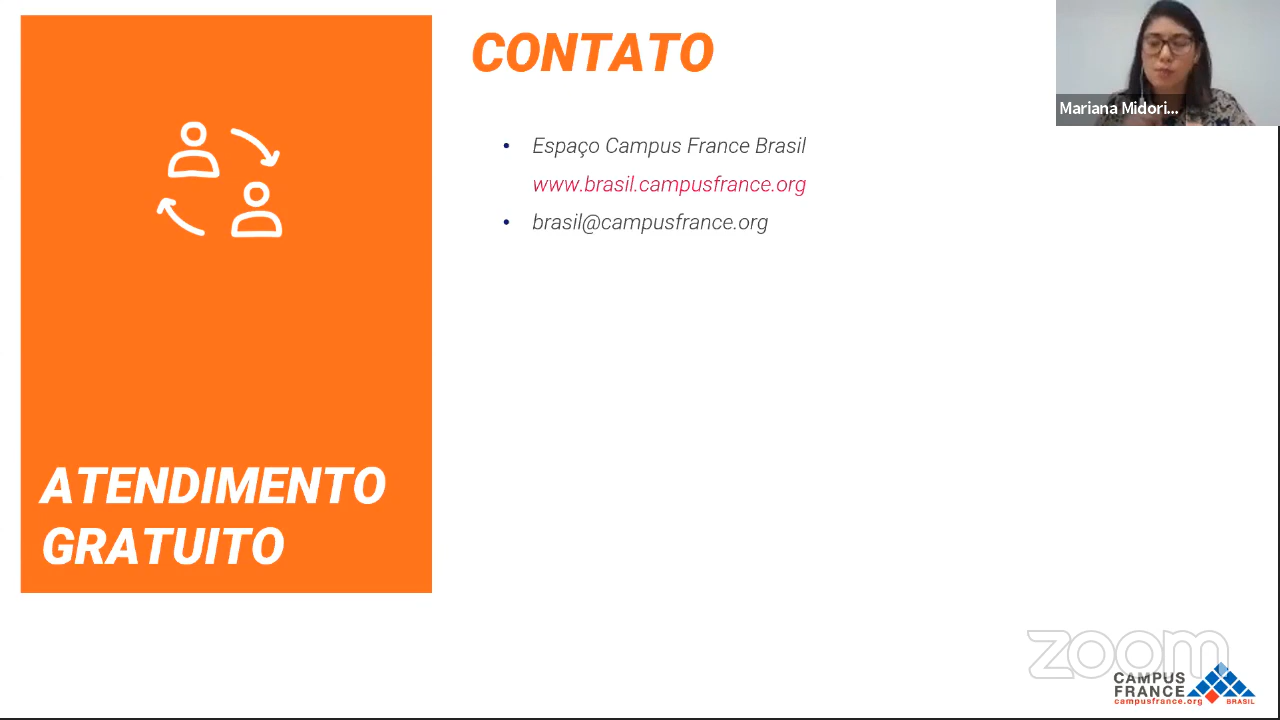 CONTATO
Mariana Midori...
Espaço Campus France Brasil
www.brasil.campusfrance.org
brasil@campusfrance.org
ATENDIMENTO
GRATUITO
zoom
CAMPUS
FRANCE
campusfrance.org
BRASIL